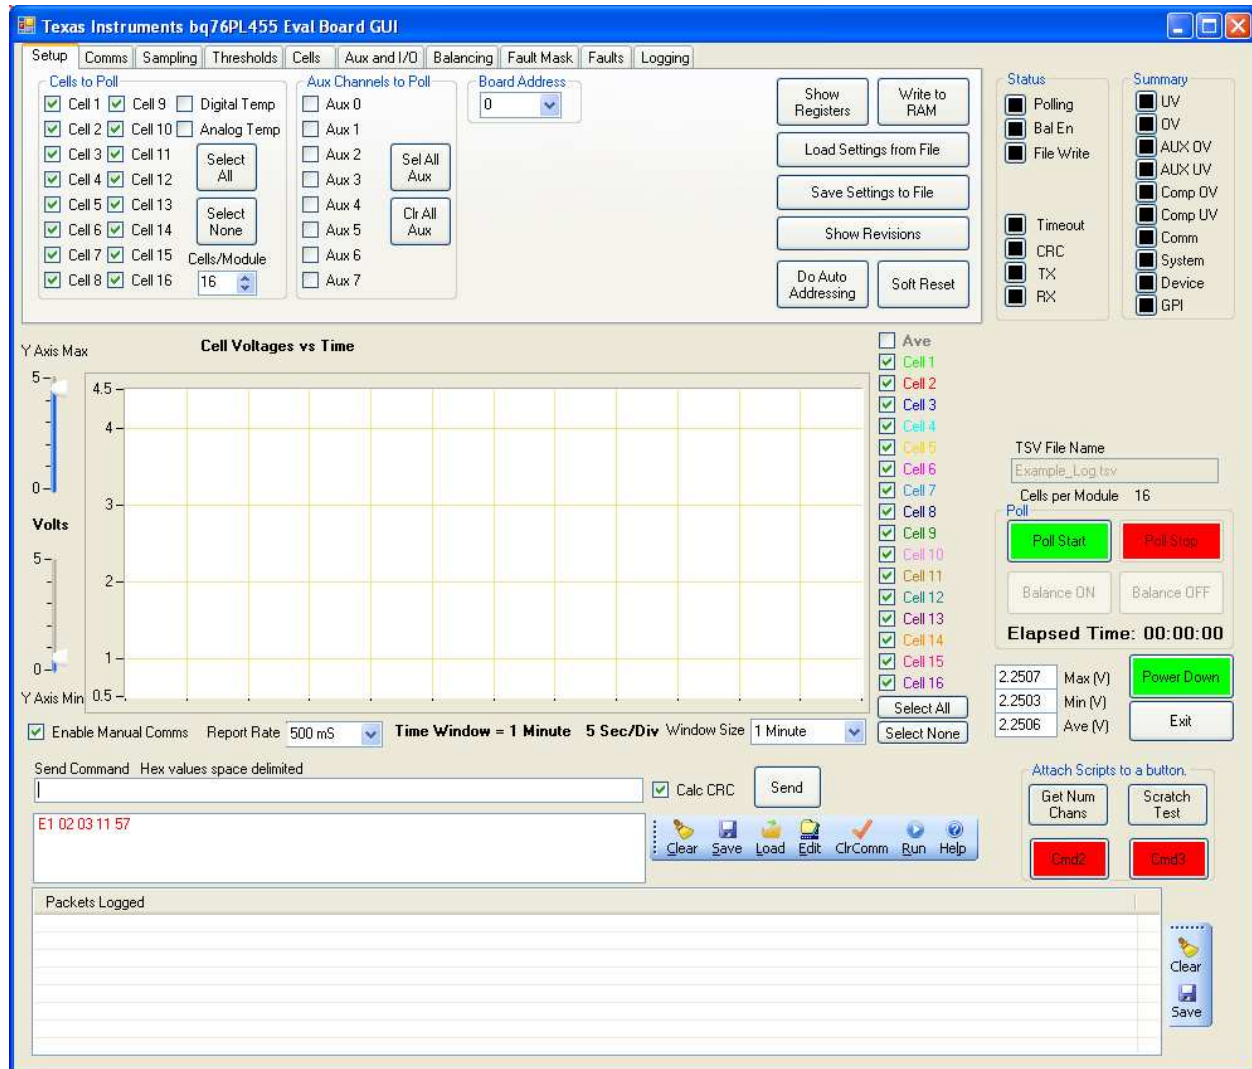 Texas Instruments bq76PL455 Eval Board GUI
Setup Comms Sampling Thresholds Cells Aux and I/O Balancing Fault Mask Faults Logging
Cells to Poll
Cell 1 Cell 9 Digital Temp
Cell 2 Cell 10 Analog Temp
Cell 3 Cell 11
Cell 4 Cell 12
Cell 5 Cell 13
Cell 6 Cell 14
Cell 7 Cell 15
Cell 8 Cell 16
Select All
Select None
Cells/Module
16
Aux Channels to Poll
Aux 0
Aux 1
Aux 2
Aux 3
Aux 4
Aux 5
Aux 6
Aux 7
Sel All Aux
Clr All Aux
Board Address
0
Show Registers
Write to RAM
Load Settings from File
Save Settings to File
Show Revisions
Do Auto Addressing
Soft Reset
Status
Polling
Bal En
File Write
Timeout
CRC
TX
RX
Summary
UV
OV
AUX OV
AUX UV
Comp OV
Comp UV
Comm
System
Device
GPI
Y Axis Max
Cell Voltages vs Time
5
0
Volts
5
0
Y Axis Min
4.5
4
3
2
1
0.5
Ave
Cell 1
Cell 2
Cell 3
Cell 4
Cell 5
Cell 6
Cell 7
Cell 8
Cell 9
Cell 10
Cell 11
Cell 12
Cell 13
Cell 14
Cell 15
Cell 16
Select All
Select None
TSV File Name
Example_Log.tsv
Cells per Module 16
Poll
Poll Start
Poll Stop
Balance ON
Balance OFF
Elapsed Time: 00:00:00
2.2507 Max (V)
2.2503 Min (V)
2.2506 Ave (V)
Power Down
Exit
Enable Manual Comms Report Rate 500 mS Time Window = 1 Minute 5 Sec/Div Window Size 1 Minute
Send Command Hex values space delimited
Calc CRC
Send
E1 02 03 11 57
Clear Save Load Edit ClrComm Run Help
Attach Scripts to a button.
Get Num Chans
Scratch Test
Cmd2
Cmd3
Packets Logged
Clear
Save